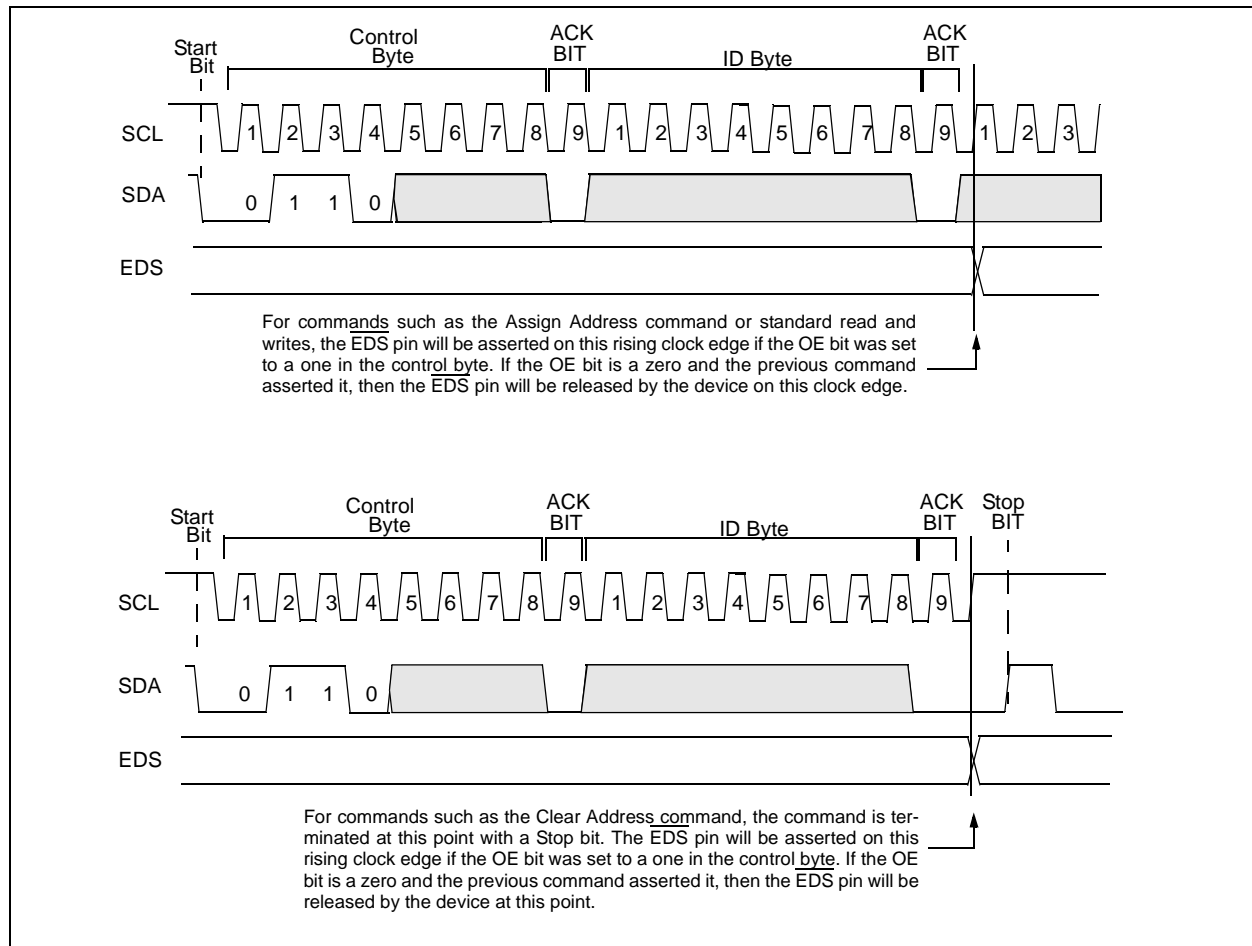 Start
Bit
Control
Byte
ACK
BIT
ID Byte
ACK
BIT
SCL
1 2 3 4 5 6 7 8 9 1 2 3 4 5 6 7 8 9 1 2 3
SDA
0 1 1 0
EDS
For commands such as the Assign Address command or standard read and
writes, the EDS pin will be asserted on this rising clock edge if the OE bit was set
to a one in the control byte. If the OE bit is a zero and the previous command
asserted it, then the EDS pin will be released by the device on this clock edge.
Start
Bit
Control
Byte
ACK
BIT
ID Byte
ACK
BIT
Stop
BIT
SCL
1 2 3 4 5 6 7 8 9 1 2 3 4 5 6 7 8 9
SDA
0 1 1 0
EDS
For commands such as the Clear Address command, the command is ter-
minated at this point with a Stop bit. The EDS pin will be asserted on this
rising clock edge if the OE bit was set to a one in the control byte. If the OE
bit is a zero and the previous command asserted it, then the EDS pin will be
released by the device at this point.